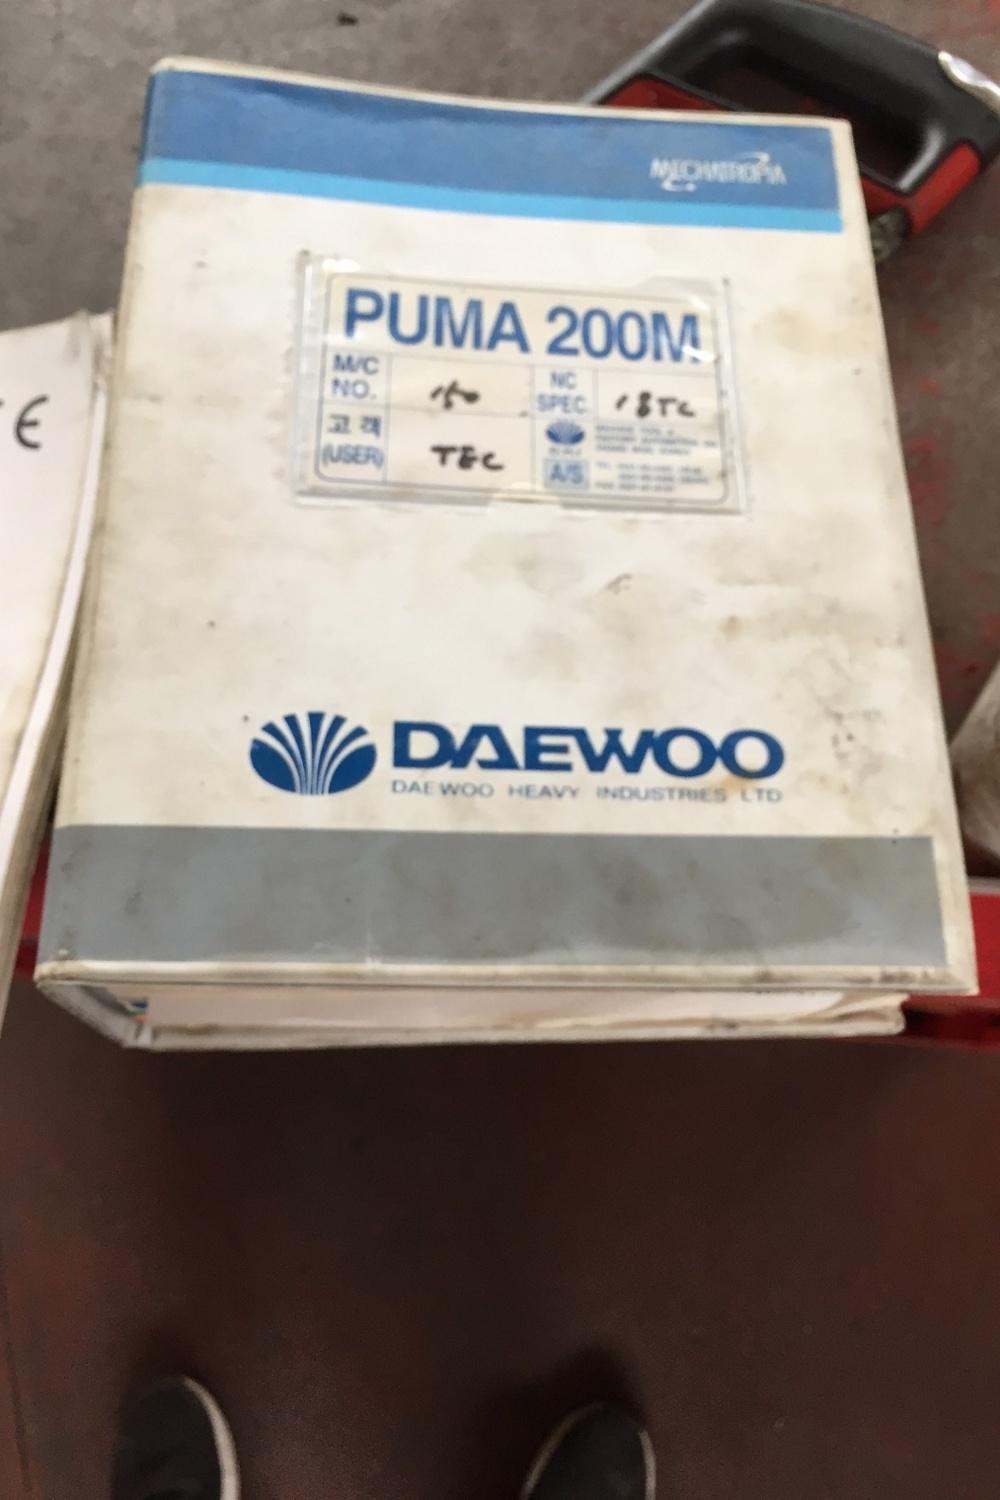 MECHATROPIA
PUMA 200M
M/C NO. 150 NC SPEC 18TC
고객 (USER) TEC
A/S
DAEWOO
DAEWOO HEAVY INDUSTRIES LTD
€